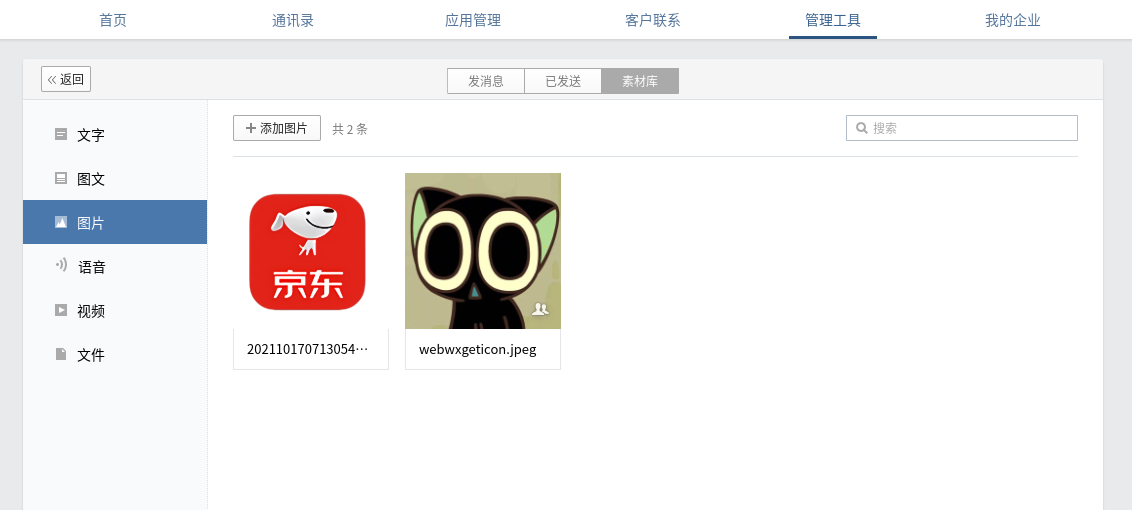 首页 通讯录 应用管理 客户联系 管理工具 我的企业
返回 发消息 已发送 素材库
文字
图文
图片
语音
视频
文件
添加图片 共 2 条 搜索
京东
202110170713054··· webwxgeticon.jpeg